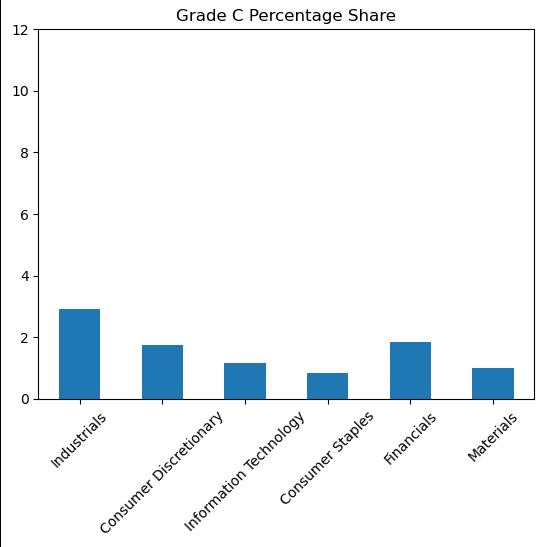 Grade C Percentage Share
12
10
8
6
4
2
0
Industrials
Consumer Discretionary
Information Technology
Consumer Staples
Financials
Materials